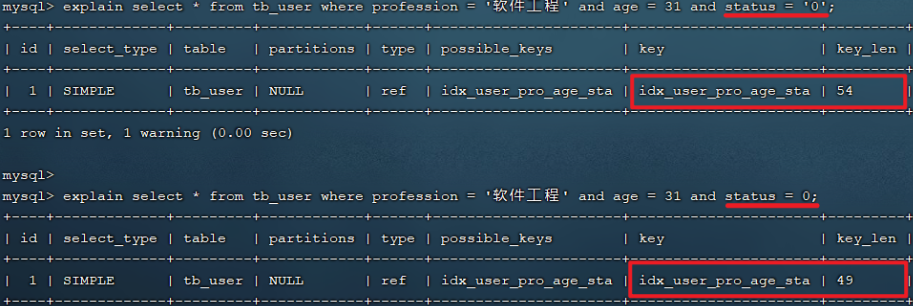 mysql> explain select * from tb_user where profession = '软件工程' and age = 31 and status = '0';
+----+-------------+---------+------------+------+----------------------+----------------------+---------+
| id | select_type | table | partitions | type | possible_keys | key | key_len |
+----+-------------+---------+------------+------+----------------------+----------------------+---------+
| 1 | SIMPLE | tb_user | NULL | ref | idx_user_pro_age_sta | idx_user_pro_age_sta | 54
+----+-------------+---------+------------+------+----------------------+----------------------+---------+
1 row in set, 1 warning (0.00 sec)
mysql>
mysql> explain select * from tb_user where profession = '软件工程' and age = 31 and status = 0;
+----+-------------+---------+------------+------+----------------------+----------------------+---------+
| id | select_type | table | partitions | type | possible_keys | key | key_len |
+----+-------------+---------+------------+------+----------------------+----------------------+---------+
| 1 | SIMPLE | tb_user | NULL | ref | idx_user_pro_age_sta | idx_user_pro_age_sta | 49 |
+----+-------------+---------+------------+------+----------------------+----------------------+---------+